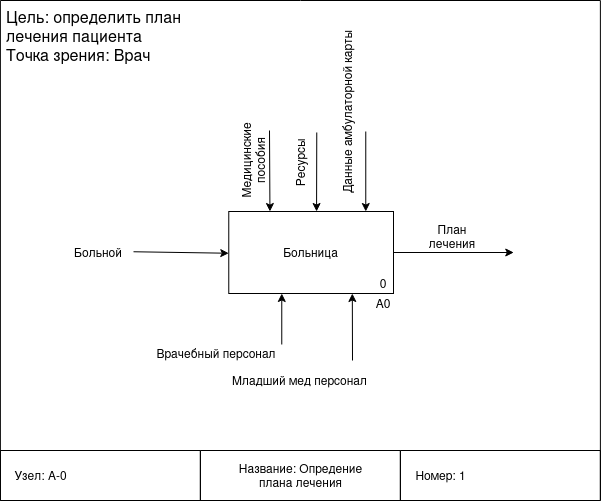 Цель: определить план
лечения пациента
Точка зрения: Врач
Медицинские
пособия
Ресурсы
Данные амбулаторной карты
Больной
Больница
0
А0
План
лечения
Врачебный персонал
Младший мед персонал
Узел: А-0
Название: Опредение
плана лечения
Номер: 1